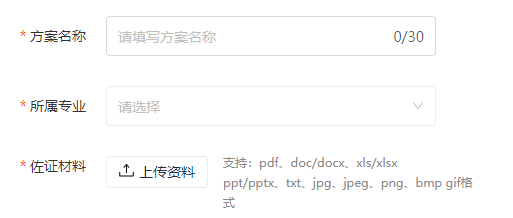 * 方案名称 请填写方案名称 0/30
* 所属专业 请选择
* 佐证材料 上传资料 支持：pdf、doc/docx、xls/xlsx
ppt/pptx、txt、jpg、jpeg、png、bmp gif格
式